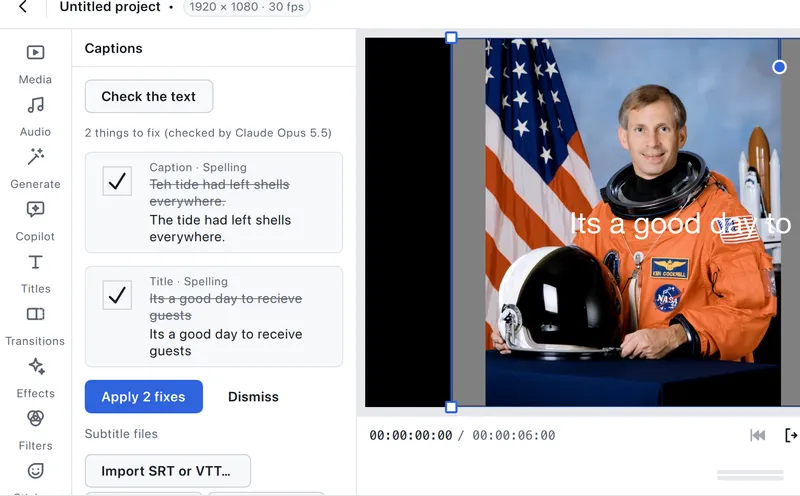 Untitled project • 1920 × 1080 · 30 fps
Media
Audio
Generate
Copilot
Titles
Transitions
Effects
Filters
Captions
Check the text
2 things to fix (checked by Claude Opus 5.5)
Caption · Spelling
Teh tide had left shells
everywhere.
The tide had left shells
everywhere.
Title · Spelling
Its a good day to recieve
guests
Its a good day to receive
guests
Apply 2 fixes
Dismiss
Subtitle files
Import SRT or VTT...
Its a good day to
KEN COCKRELL
NASA
00:00:00:00 / 00:00:06:00